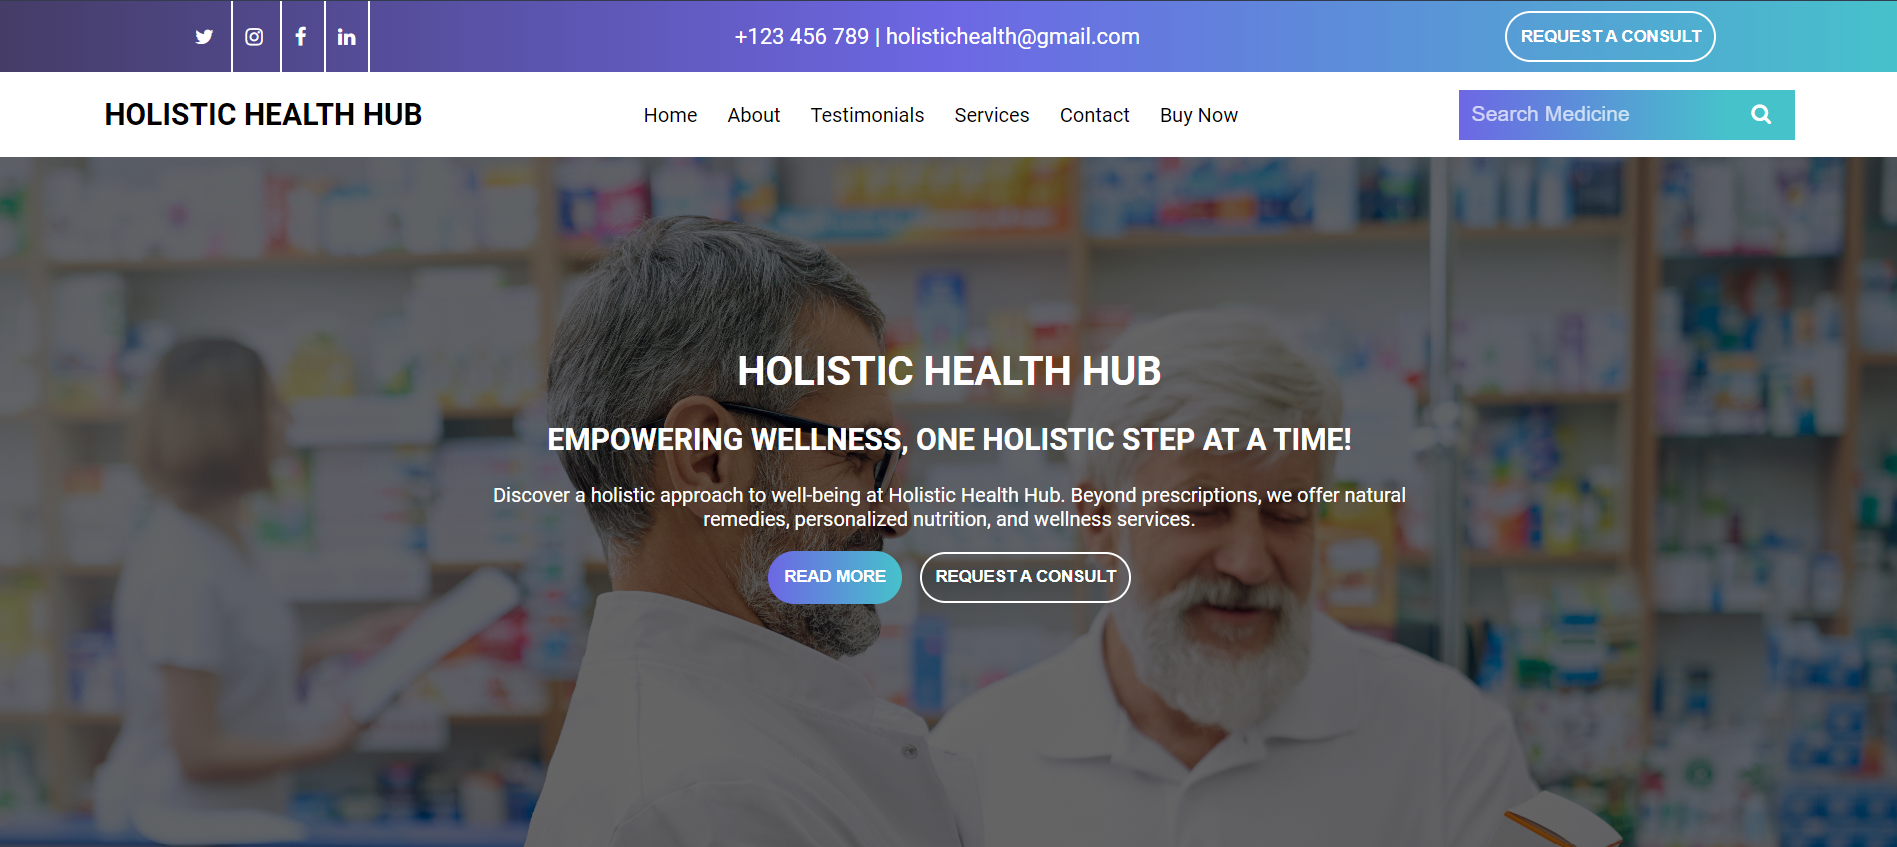 +123 456 789 | holistichealth@gmail.com
REQUEST A CONSULT
HOLISTIC HEALTH HUB
Home
About
Testimonials
Services
Contact
Buy Now
Search Medicine
HOLISTIC HEALTH HUB
EMPOWERING WELLNESS, ONE HOLISTIC STEP AT A TIME!
Discover a holistic approach to well-being at Holistic Health Hub. Beyond prescriptions, we offer natural
remedies, personalized nutrition, and wellness services.
READ MORE
REQUEST A CONSULT